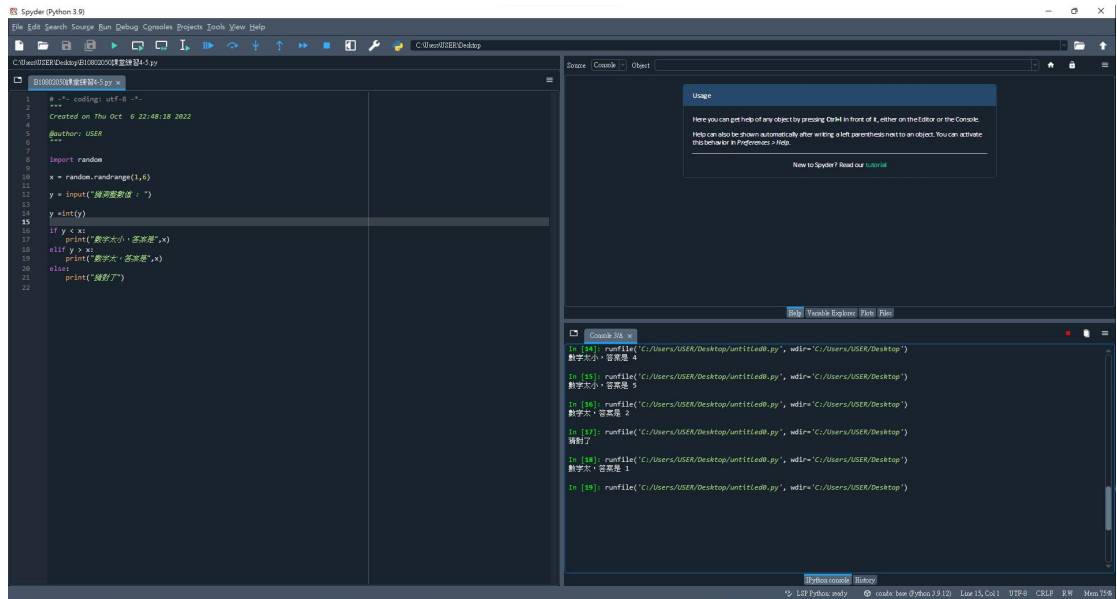 Spyder (Python 3.9)
File Edit Search Source Run Debug Consoles Projects Tools View Help
C:\Users\USER\Desktop
C:\Users\USER\Desktop\B10802050課堂練習4-5.py
B10802050課堂練習4-5.py ×
1 # -*- coding: utf-8 -*-
2 """
3 Created on Thu Oct 6 22:48:18 2022
4
5 @author: USER
6 """
7
8 import random
9
10 x = random.randrange(1,6)
11
12 y = input("猜測整數值 : ")
13
14 y =int(y)
15
16 if y < x:
17 print("數字太小，答案是",x)
18 elif y > x:
19 print("數字太，答案是",x)
20 else:
21 print("猜對了")
22
Source Console Object
Usage
Here you can get help of any object by pressing Ctrl+I in front of it, either on the Editor or the Console.
Help can also be shown automatically after writing a left parenthesis next to an object. You can activate
this behavior in Preferences > Help.
New to Spyder? Read our tutorial
Help Variable Explorer Plots Files
Console 3/A ×
In [14]: runfile('C:/Users/USER/Desktop/untitled0.py', wdir='C:/Users/USER/Desktop')
數字太小，答案是 4
In [15]: runfile('C:/Users/USER/Desktop/untitled0.py', wdir='C:/Users/USER/Desktop')
數字太小，答案是 5
In [16]: runfile('C:/Users/USER/Desktop/untitled0.py', wdir='C:/Users/USER/Desktop')
數字太，答案是 2
In [17]: runfile('C:/Users/USER/Desktop/untitled0.py', wdir='C:/Users/USER/Desktop')
猜對了
In [18]: runfile('C:/Users/USER/Desktop/untitled0.py', wdir='C:/Users/USER/Desktop')
數字太，答案是 1
In [19]: runfile('C:/Users/USER/Desktop/untitled0.py', wdir='C:/Users/USER/Desktop')
IPython console History
LSP Python: ready conda: base (Python 3.9.12) Line 15, Col 1 UTF-8 CRLF RW Mem 75%